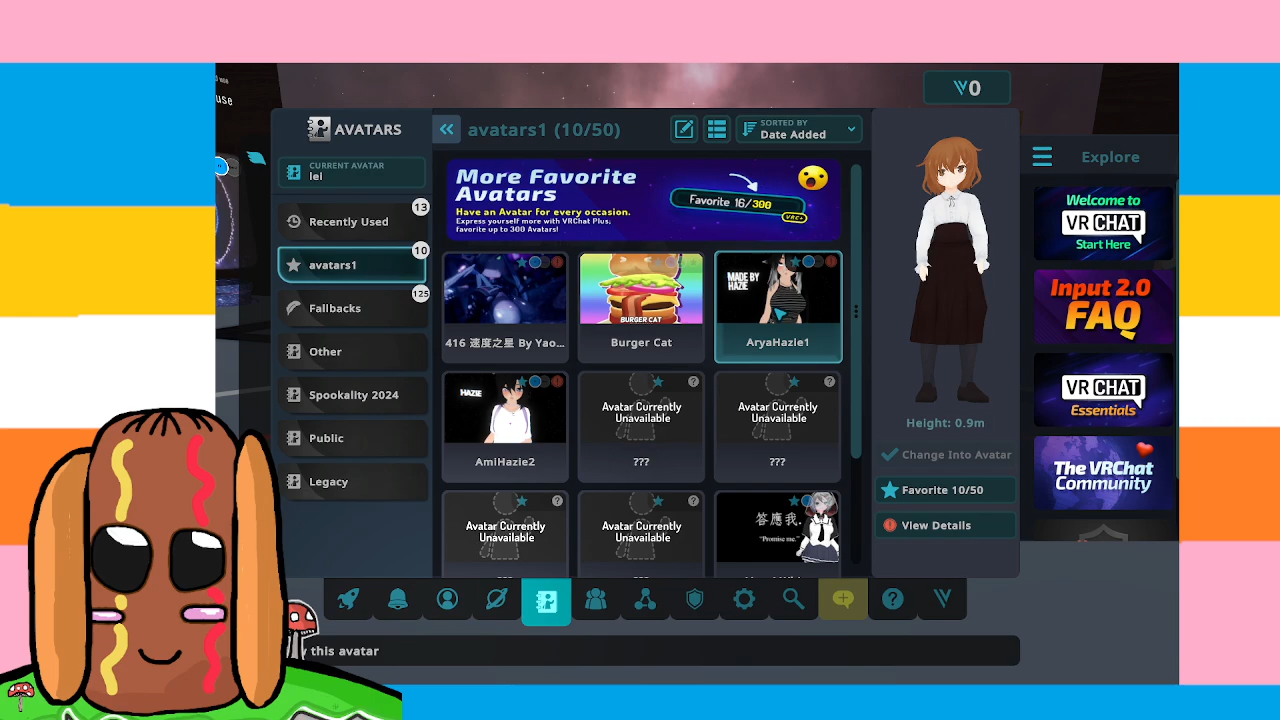 use
V0
AVATARS
CURRENT AVATAR
lei
Recently Used
13
avatars1
10
Fallbacks
125
Other
Spookality 2024
Public
Legacy
avatars1 (10/50)
SORTED BY
Date Added
More Favorite
Avatars
Have an Avatar for every occasion.
Express yourself more with VRChat Plus,
favorite up to 300 Avatars!
Favorite 16/300
VRC+
416 速度之星 By Yao...
BURGER CAT
Burger Cat
MADE BY
HAZIE
AryaHazie1
HAZIE
AmiHazie2
Avatar Currently
Unavailable
???
Avatar Currently
Unavailable
???
Avatar Currently
Unavailable
Avatar Currently
Unavailable
答應我.
"Promise me."
Height: 0.9m
Change Into Avatar
Favorite 10/50
View Details
Explore
Welcome to
VRCHAT
Start Here
Input 2.0
FAQ
VRCHAT
Essentials
The VRChat
Community
this avatar